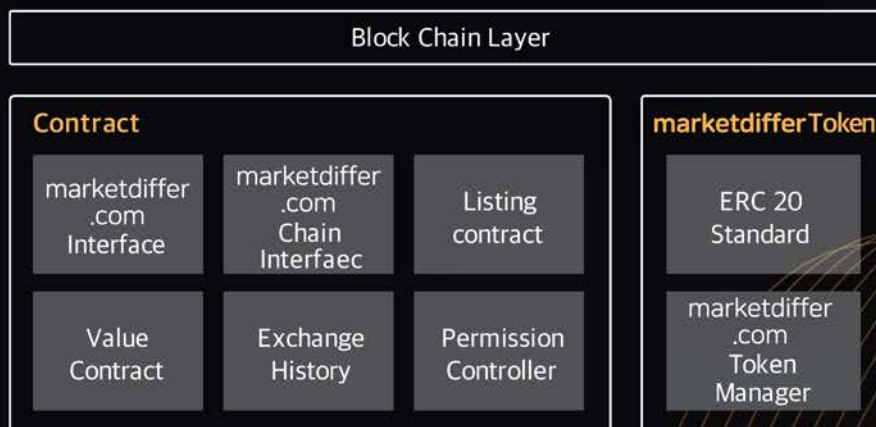 Block Chain Layer
Contract
marketdiffer
.com
Interface
marketdiffer
.com
Chain
Interfaec
Listing
contract
Value
Contract
Exchange
History
Permission
Controller
marketdifferToken
ERC 20
Standard
marketdiffer
.com
Token
Manager